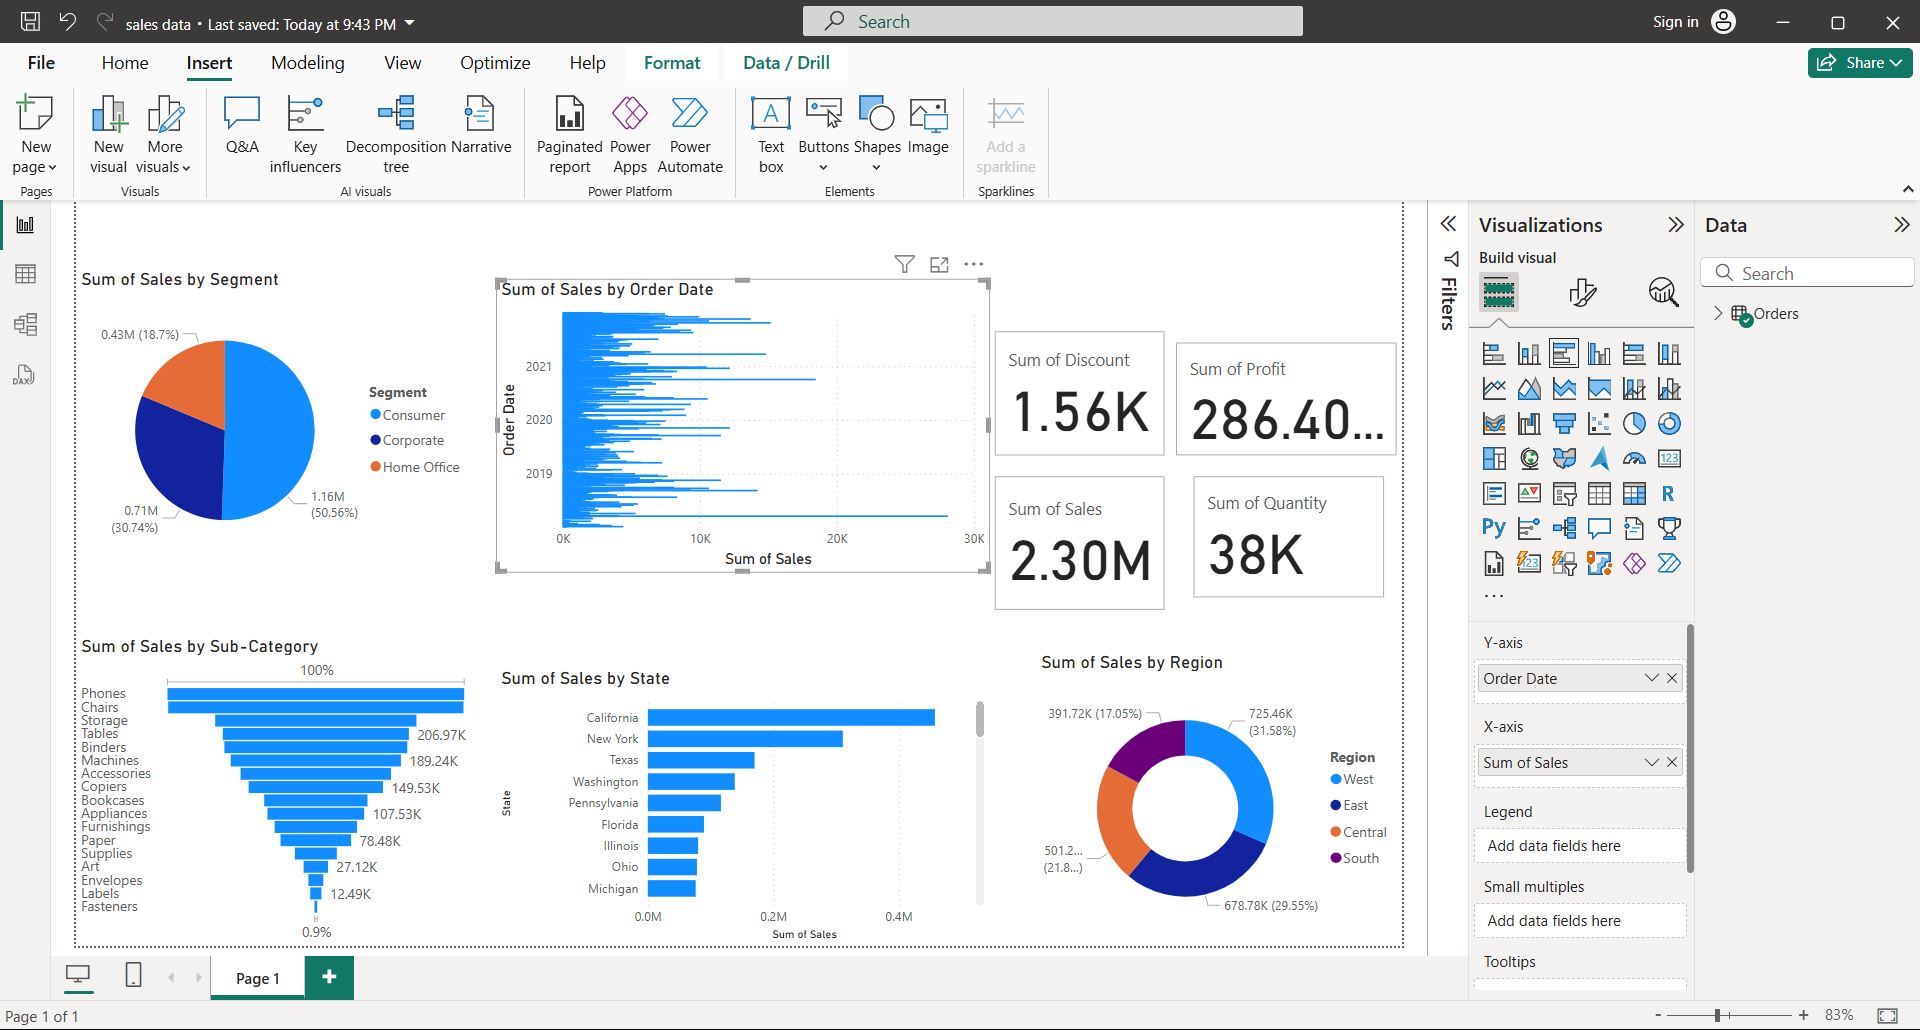 sales data • Last saved: Today at 9:43 PM
Search
Sign in
File
Home
Insert
Modeling
View
Optimize
Help
Format
Data / Drill
Share
New page
New visual
More visuals
Q&A
Key influencers
Decomposition tree
Narrative
Paginated report
Power Apps
Power Automate
Text box
Buttons
Shapes
Image
Add a sparkline
Pages
Visuals
AI visuals
Power Platform
Elements
Sparklines
DAX
Sum of Sales by Segment
0.43M (18.7%)
0.71M
(30.74%)
1.16M
(50.56%)
Segment
Consumer
Corporate
Home Office
Sum of Sales by Order Date
Order Date
2021
2020
2019
0K
10K
20K
30K
Sum of Sales
Sum of Discount
1.56K
Sum of Profit
286.40...
Sum of Sales
2.30M
Sum of Quantity
38K
Sum of Sales by Sub-Category
100%
Phones
Chairs
Storage
Tables
206.97K
Binders
Machines
189.24K
Accessories
Copiers
149.53K
Bookcases
Appliances
107.53K
Furnishings
Paper
78.48K
Supplies
Art
27.12K
Envelopes
Labels
12.49K
Fasteners
0.9%
Sum of Sales by State
State
California
New York
Texas
Washington
Pennsylvania
Florida
Illinois
Ohio
Michigan
0.0M
0.2M
0.4M
Sum of Sales
Sum of Sales by Region
391.72K (17.05%)
725.46K
(31.58%)
501.2...
(21.8...)
678.78K (29.55%)
Region
West
East
Central
South
Filters
Visualizations
Build visual
123
R
Py
123
...
Y-axis
Order Date
X-axis
Sum of Sales
Legend
Add data fields here
Small multiples
Add data fields here
Tooltips
Data
Search
Orders
Page 1
Page 1 of 1
- + 83%